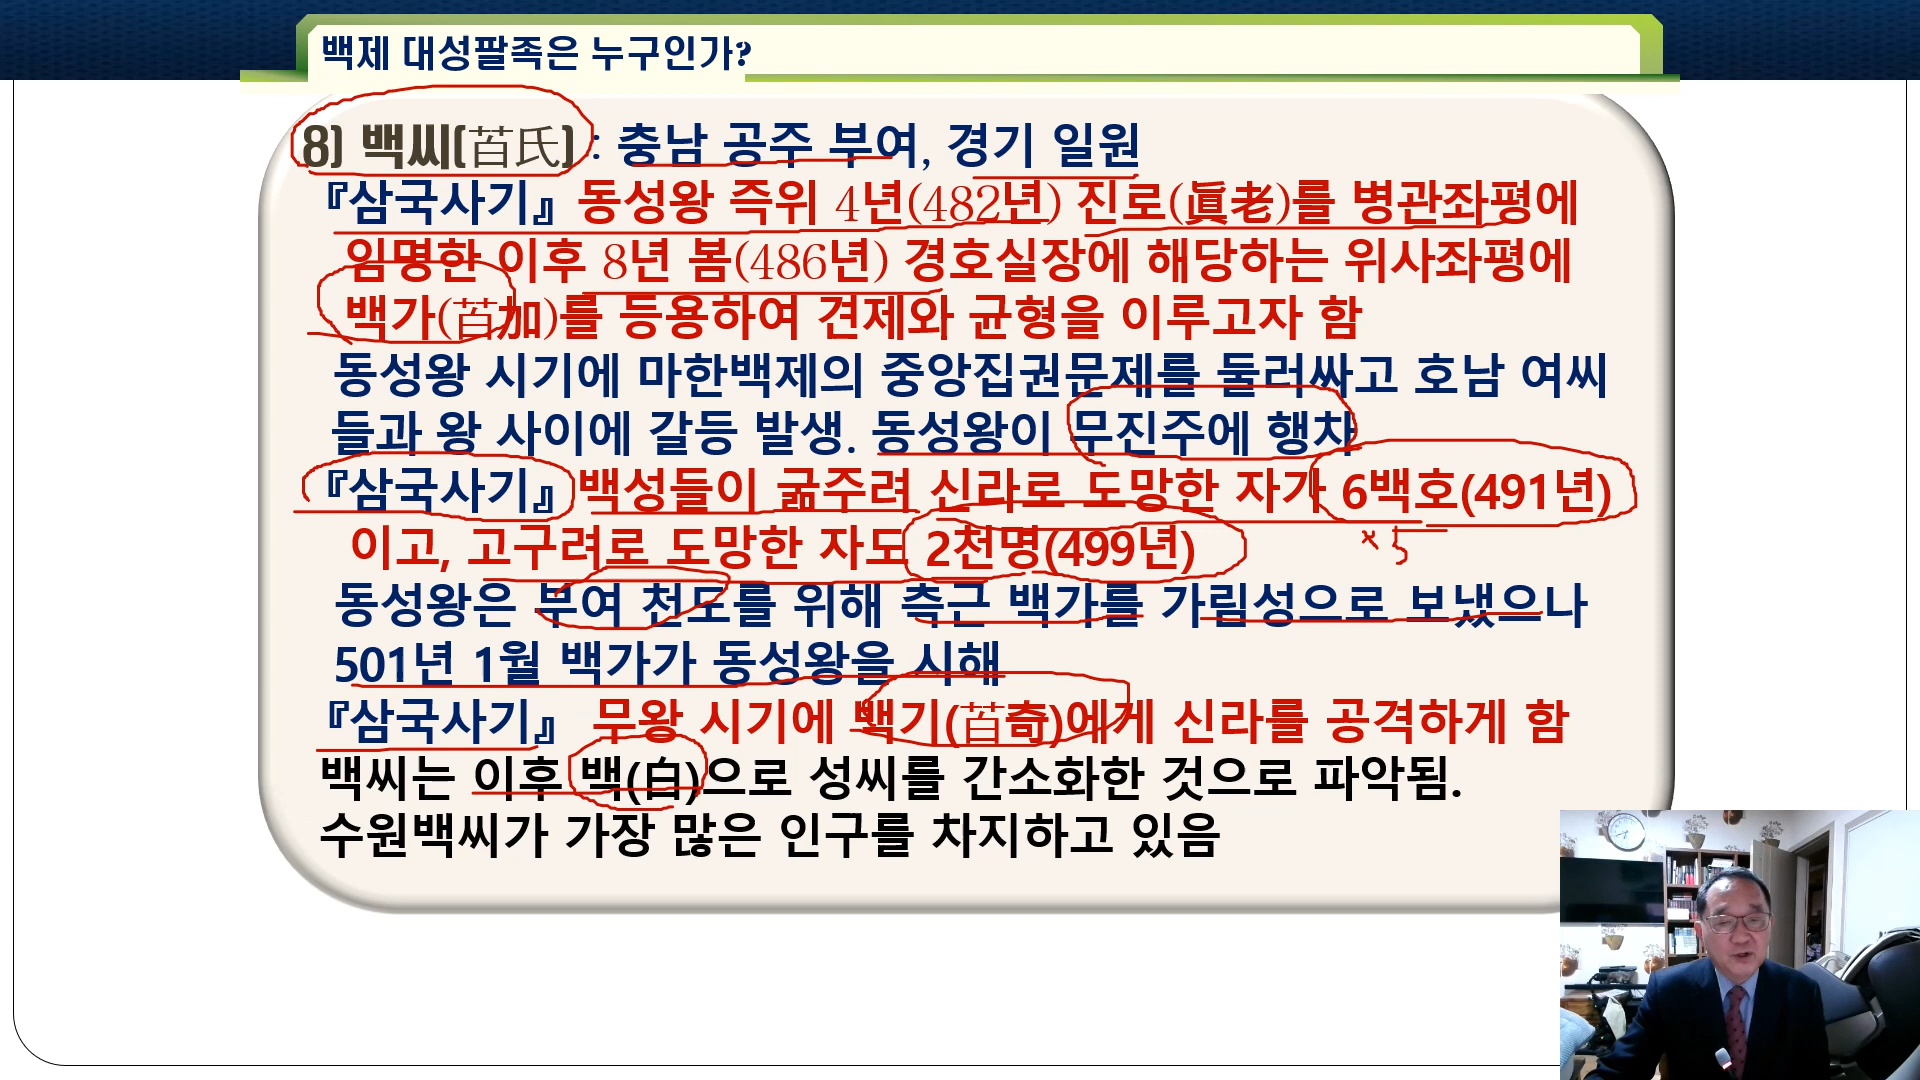 백제 대성팔족은 누구인가?
8) 백씨(苩氏) : 충남 공주 부여, 경기 일원
『삼국사기』 동성왕 즉위 4년(482년) 진로(眞老)를 병관좌평에
임명한 이후 8년 봄(486년) 경호실장에 해당하는 위사좌평에
백가(苩加)를 등용하여 견제와 균형을 이루고자 함
동성왕 시기에 마한백제의 중앙집권문제를 둘러싸고 호남 여씨
들과 왕 사이에 갈등 발생. 동성왕이 무진주에 행차
『삼국사기』 백성들이 굶주려 신라로 도망한 자가 6백호(491년)
이고, 고구려로 도망한 자도 2천명(499년)
동성왕은 부여 천도를 위해 측근 백가를 가림성으로 보냈으나
501년 1월 백가가 동성왕을 시해
『삼국사기』 무왕 시기에 백기(苩奇)에게 신라를 공격하게 함
백씨는 이후 백(白)으로 성씨를 간소화한 것으로 파악됨.
수원백씨가 가장 많은 인구를 차지하고 있음